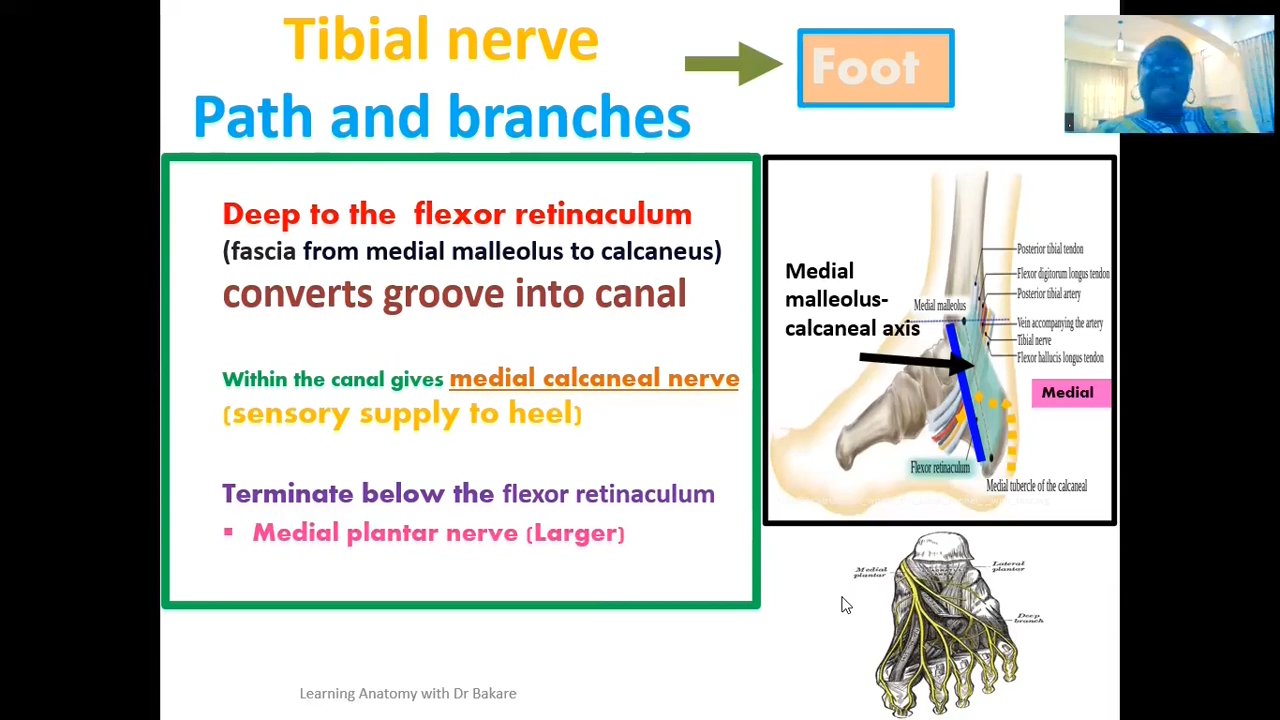 Tibial nerve
Path and branches
Foot
Deep to the flexor retinaculum
(fascia from medial malleolus to calcaneus)
converts groove into canal
Within the canal gives medial calcaneal nerve
(sensory supply to heel)
Terminate below the flexor retinaculum
▪ Medial plantar nerve (Larger)
Medial
malleolus-
calcaneal axis
Medial malleolus
Posterior tibial tendon
Flexor digitorum longus tendon
Posterior tibial artery
Vein accompanying the artery
Tibial nerve
Flexor hallucis longus tendon
Medial
Flexor retinaculum
Medial tubercle of the calcaneal
Medial
plantar
Lateral
plantar
Deep
branch
Learning Anatomy with Dr Bakare